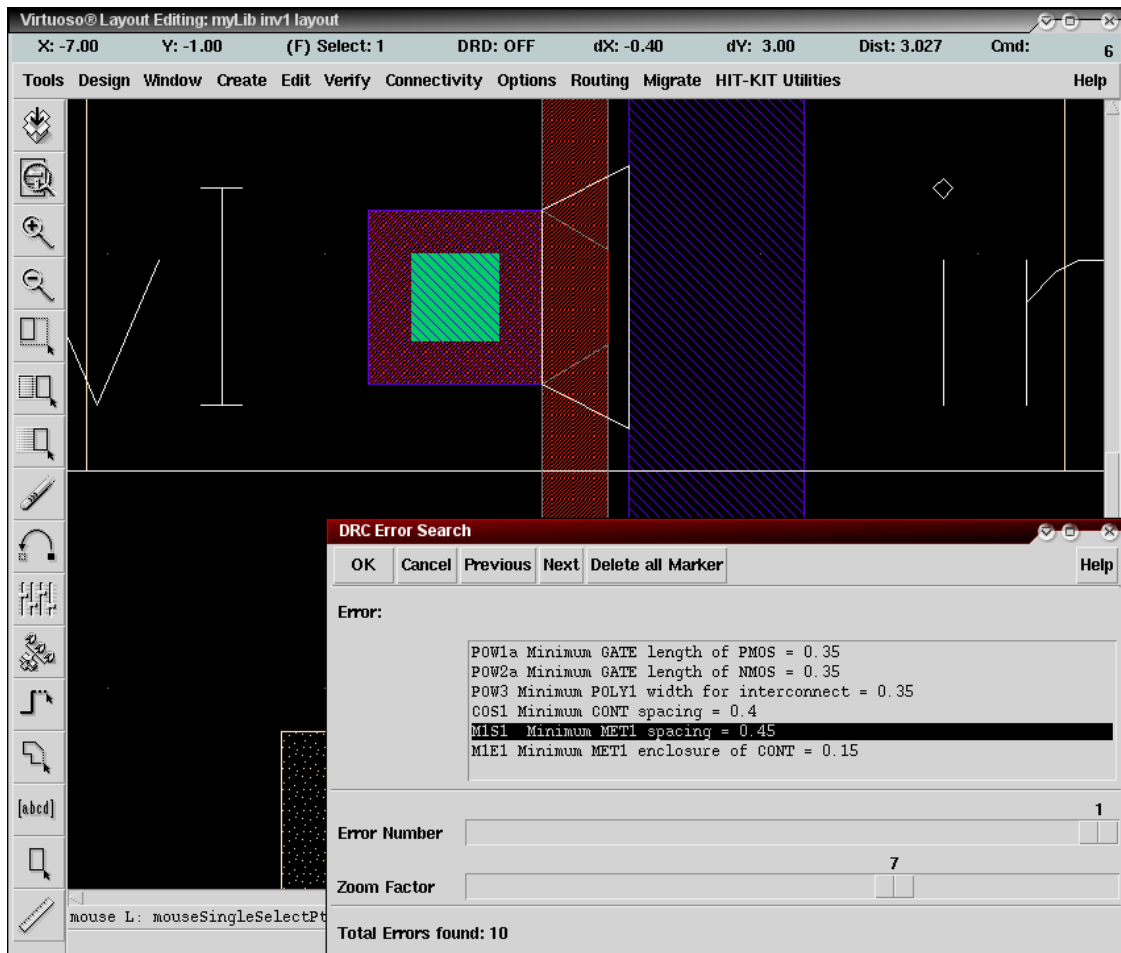 Virtuoso® Layout Editing: myLib inv1 layout
X: -7.00 Y: -1.00 (F) Select: 1 DRD: OFF dX: -0.40 dY: 3.00 Dist: 3.027 Cmd: 6
Tools Design Window Create Edit Verify Connectivity Options Routing Migrate HIT-KIT Utilities Help
[abcd]
mouse L: mouseSingleSelectPt
DRC Error Search
OK Cancel Previous Next Delete all Marker Help
Error:
POW1a Minimum GATE length of PMOS = 0.35
POW2a Minimum GATE length of NMOS = 0.35
POW3 Minimum POLY1 width for interconnect = 0.35
COS1 Minimum CONT spacing = 0.4
M1S1 Minimum MET1 spacing = 0.45
M1E1 Minimum MET1 enclosure of CONT = 0.15
1
Error Number
7
Zoom Factor
Total Errors found: 10